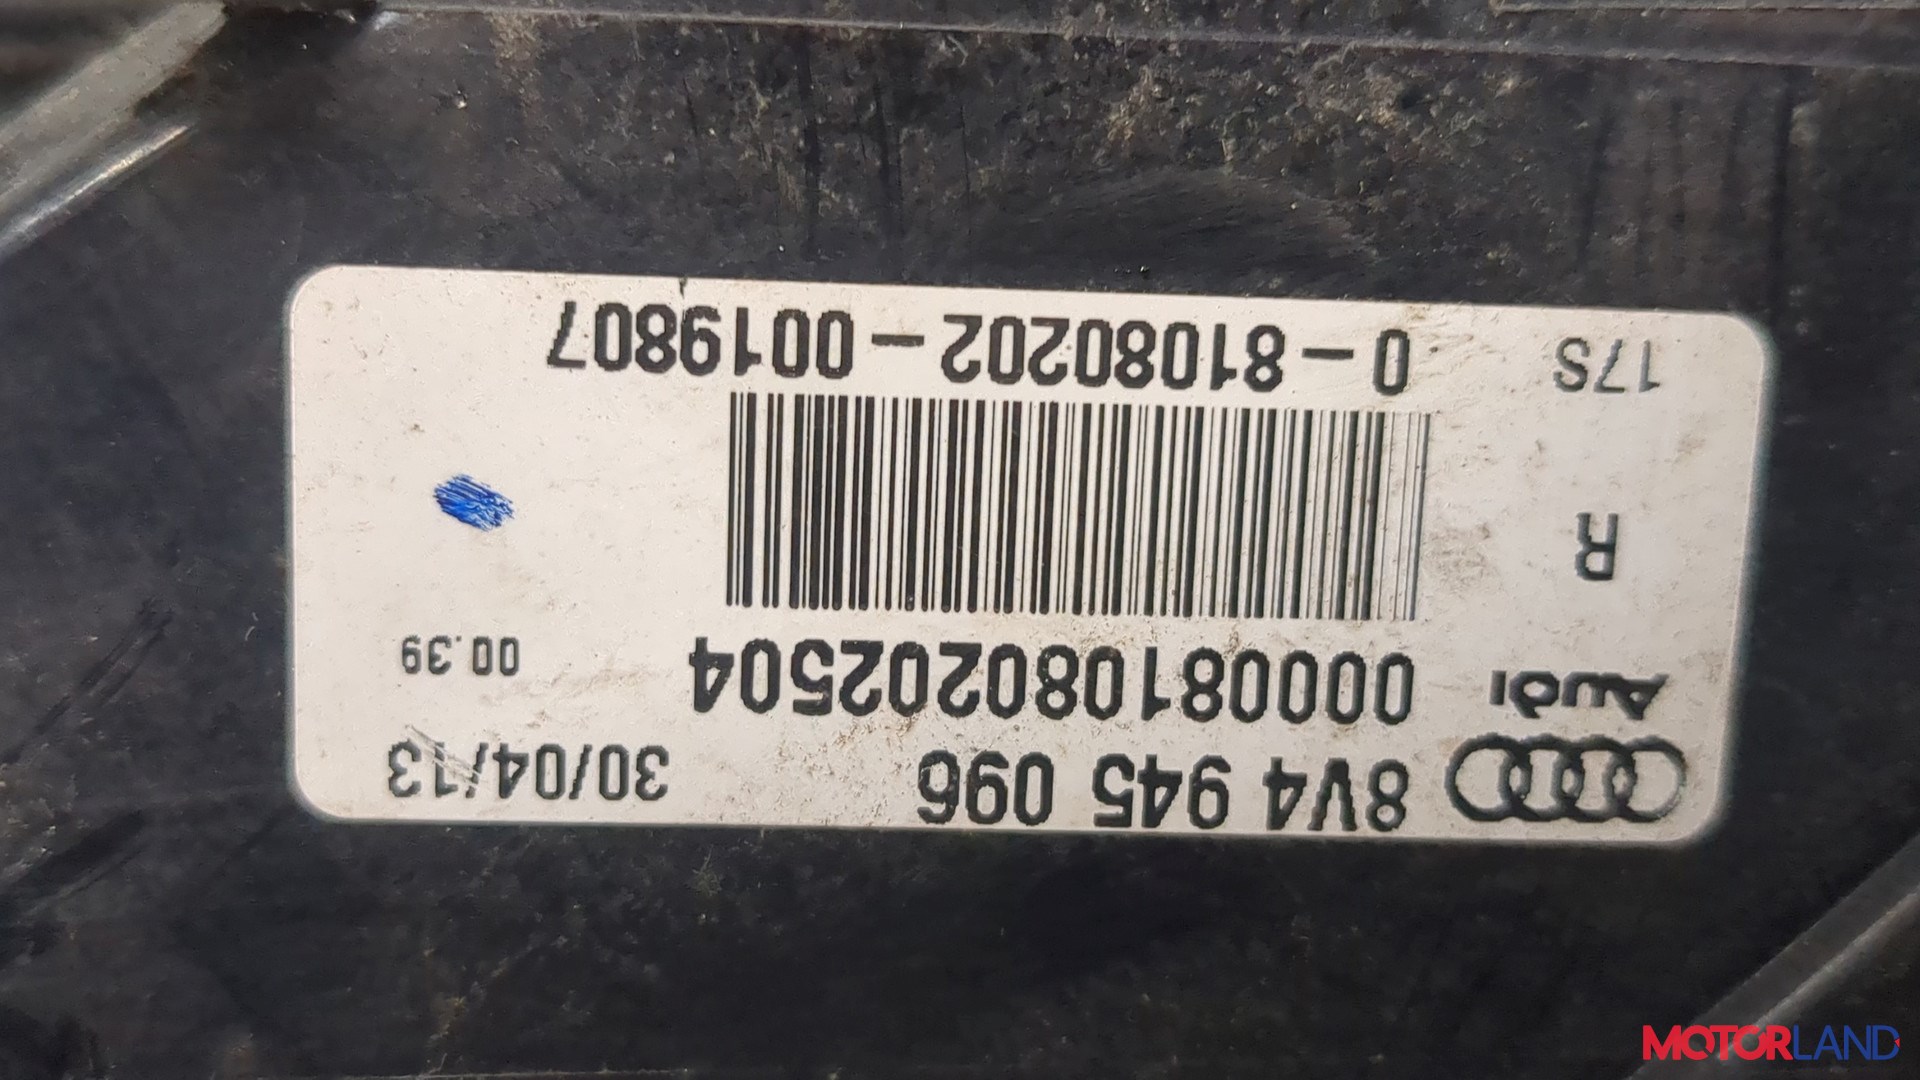 8V4 945 096 30/04/13
Audi 000081080202504 00.39
R
17S 0-81080202-0019807
MOTORLAND